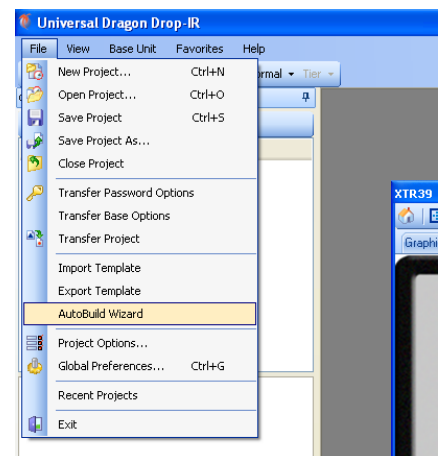 Universal Dragon Drop-IR
File View Base Unit Favorites Help
New Project... Ctrl+N
Open Project... Ctrl+O
Save Project Ctrl+S
Save Project As...
Close Project
Transfer Password Options
Transfer Base Options
Transfer Project
Import Template
Export Template
AutoBuild Wizard
Project Options...
Global Preferences... Ctrl+G
Recent Projects
Exit
Tier
XTR39